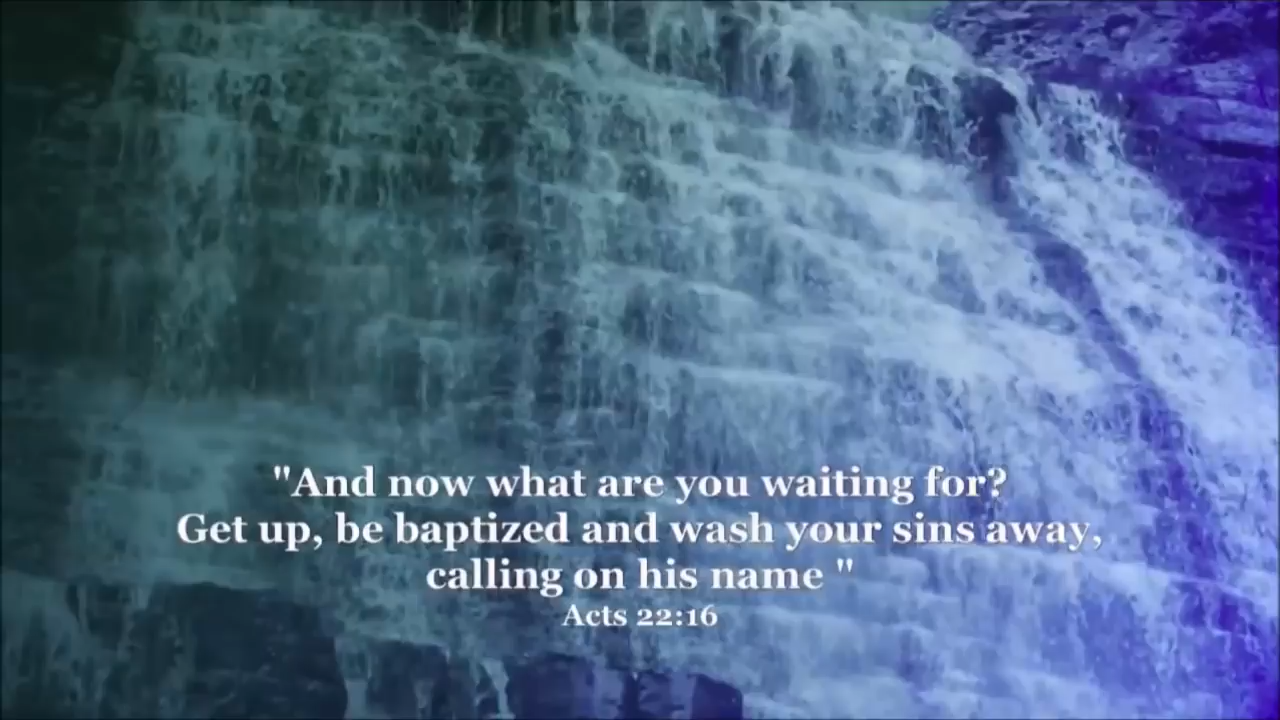 "And now what are you waiting for?
Get up, be baptized and wash your sins away,
calling on his name "
Acts 22:16